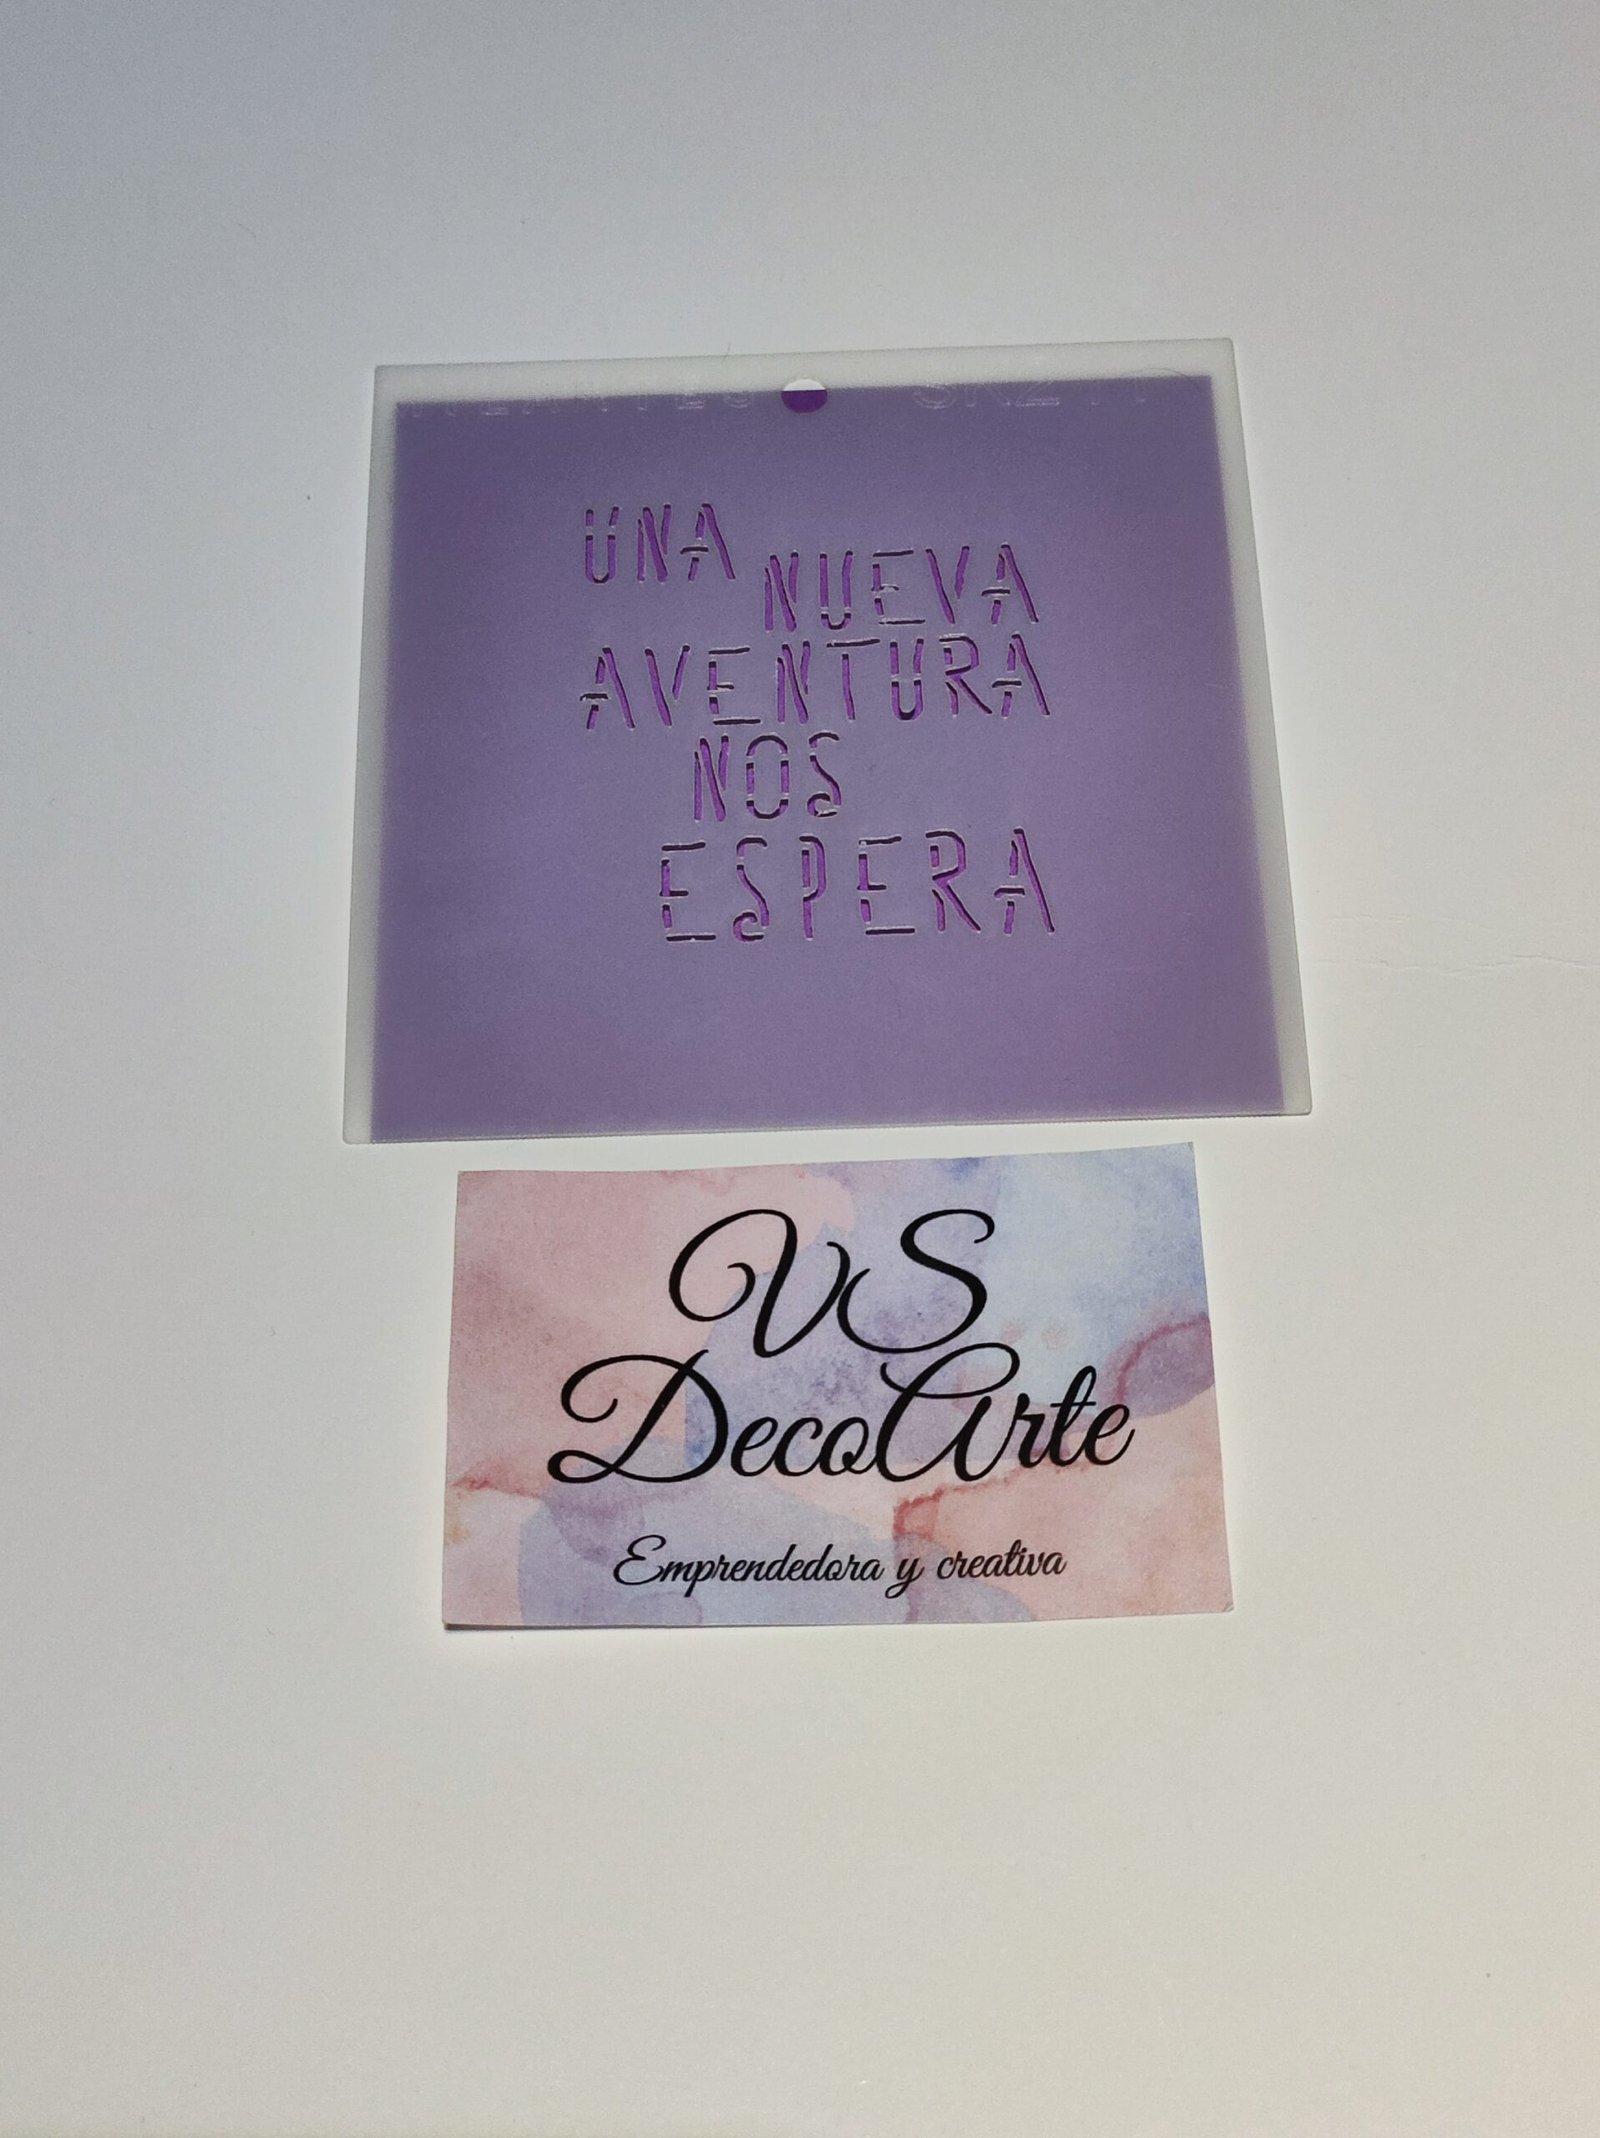 UNA
NUEVA
AVENTURA
NOS
ESPERA
VS
DecoArte
Emprendedora y creativa